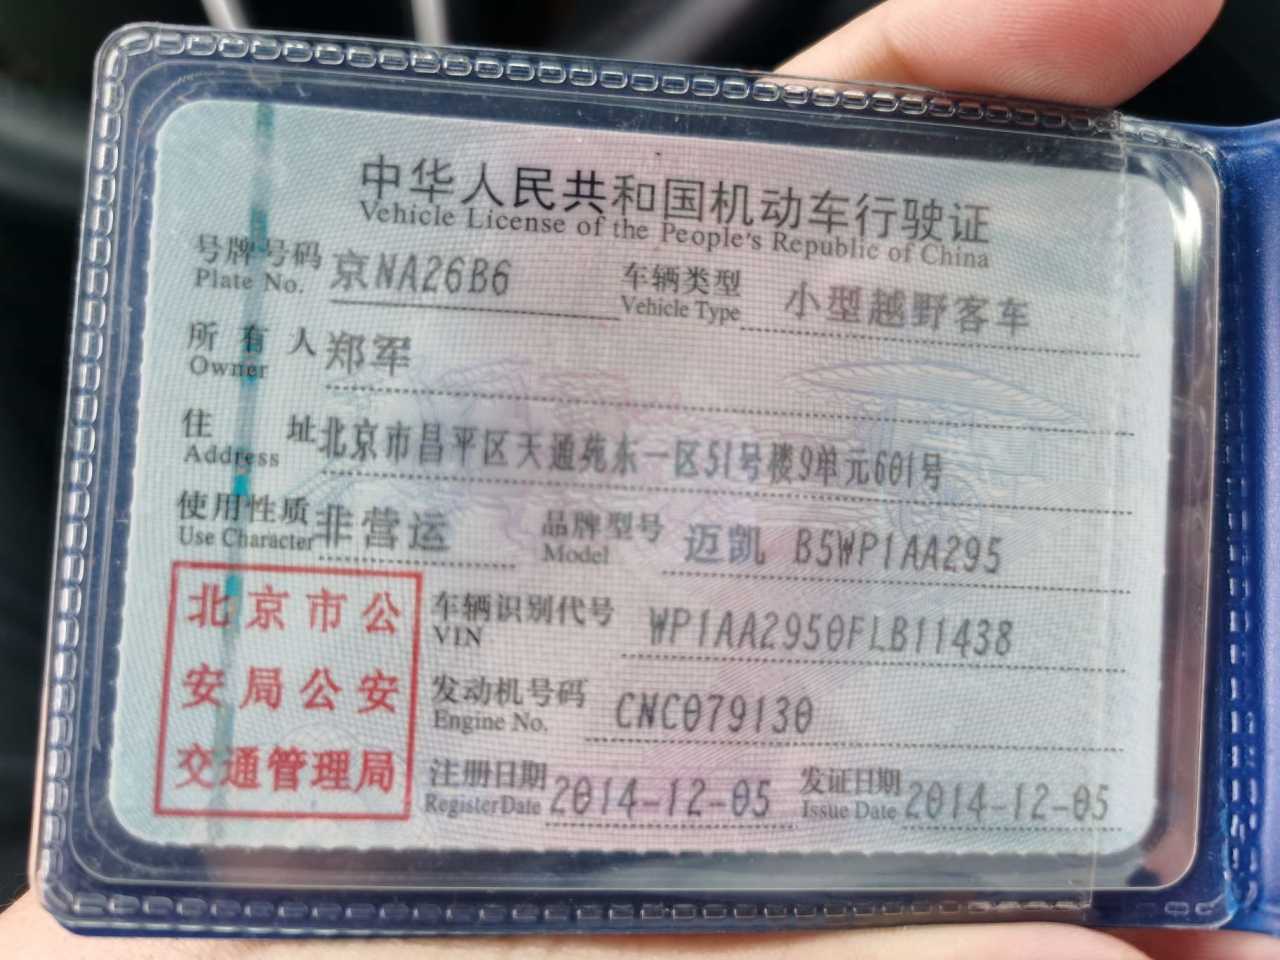 中华人民共和国机动车行驶证
Vehicle License of the People's Republic of China
号牌号码 京NA26B6 车辆类型 小型越野客车
Plate No. Vehicle Type
所有人 郑军
Owner
住址 北京市昌平区天通苑东一区51号楼9单元601号
Address
使用性质 非营运 品牌型号 迈凯 B5WP1AA295
Use Character Model
北京市公
安局公安
交通管理局
车辆识别代号 WP1AA2950FLB11438
VIN
发动机号码 CNC079130
Engine No.
注册日期 2014-12-05 发证日期 2014-12-05
Register Date Issue Date